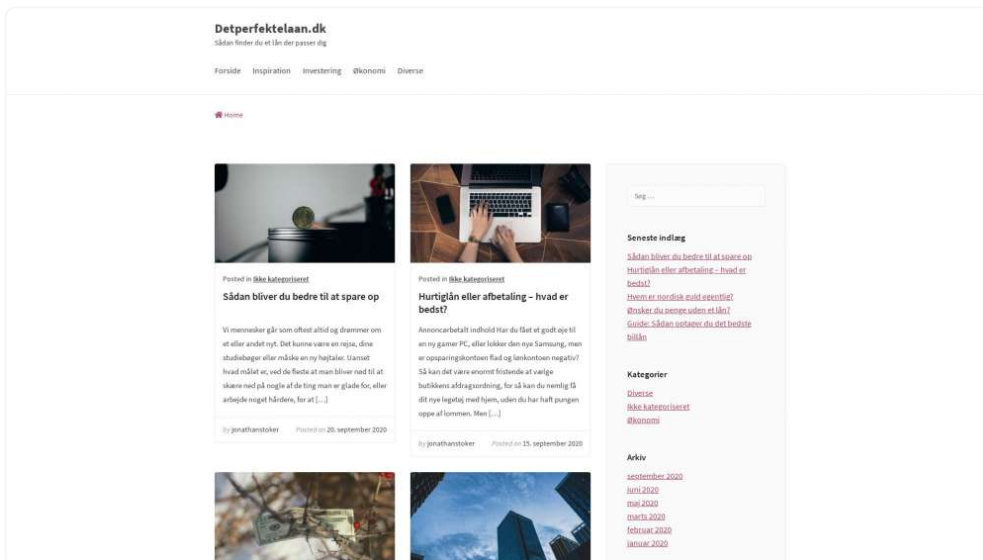 Detperfektelaan.dk
Sådan finder du et lån der passer dig
Forside Inspiration Investering Økonomi Diverse
Home
Posted in Ikke kategoriseret
Sådan bliver du bedre til at spare op
Vi mennesker går som oftest altid og drømmer om
et eller andet nyt. Det kunne være en rejse, dine
studiebøger eller måske en ny højtaler. Uanset
hvad målet er, ved de fleste at man bliver nød til at
skære ned på nogle af de ting man er glade for, eller
arbejde noget hårdere, for at […]
by jonathanstoker Posted on 20. september 2020
Posted in Ikke kategoriseret
Hurtiglån eller afbetaling – hvad er
bedst?
Annoncørbetalt indhold Har du fået et godt øje til
en ny gamer PC, eller lokker den nye Samsung, men
er opsparingskontoen flad og lønkontoen negativ?
Så kan det være enormt fristende at vælge
butikkens afdragsordning, for så kan du nemlig få
dit nye legetøj med hjem, uden du har haft pungen
oppe af lommen. Men […]
by jonathanstoker Posted on 15. september 2020
Søg …
Seneste indlæg
Sådan bliver du bedre til at spare op
Hurtiglån eller afbetaling – hvad er
bedst?
Hvem er nordisk guld egentlig?
Ønsker du penge uden et lån?
Guide: Sådan optager du det bedste
billån
Kategorier
Diverse
Ikke kategoriseret
Økonomi
Arkiv
september 2020
juni 2020
maj 2020
marts 2020
februar 2020
januar 2020